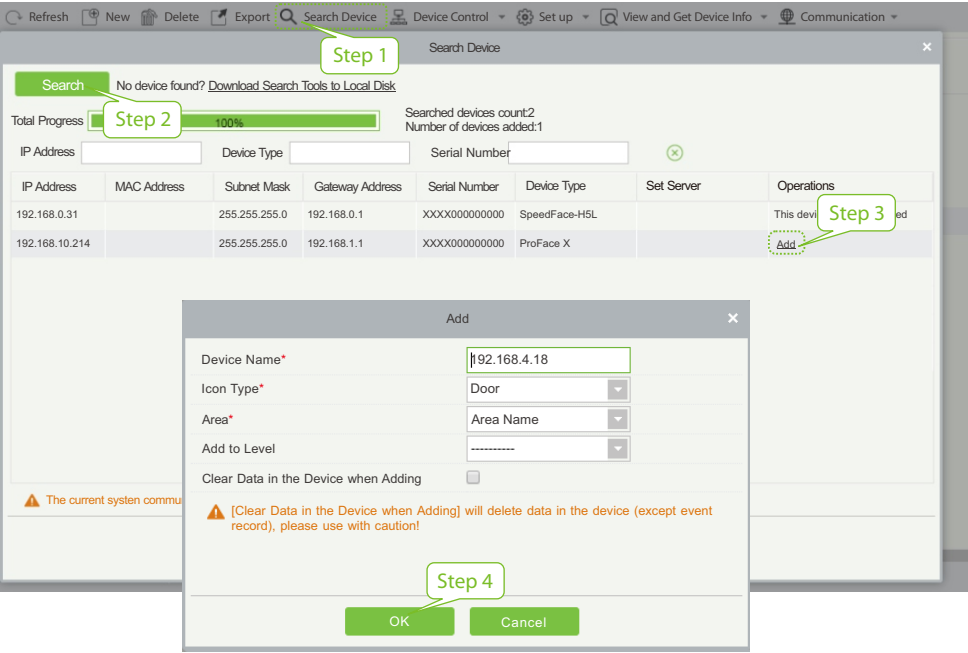 Refresh New Delete Export Search Device Device Control Set up View and Get Device Info Communication
Search Device
Step 1
Search No device found? Download Search Tools to Local Disk
Step 2
Total Progress 100%
Searched devices count:2
Number of devices added:1
IP Address Device Type Serial Number
IP Address MAC Address Subnet Mask Gateway Address Serial Number Device Type Set Server Operations
192.168.0.31 255.255.255.0 192.168.0.1 XXXX000000000 SpeedFace-H5L This devi ed
Step 3
192.168.10.214 255.255.255.0 192.168.1.1 XXXX000000000 ProFace X Add
The current systen commu
Add
Device Name* 192.168.4.18
Icon Type* Door
Area* Area Name
Add to Level ----------
Clear Data in the Device when Adding
[Clear Data in the Device when Adding] will delete data in the device (except event
record), please use with caution!
Step 4
OK Cancel